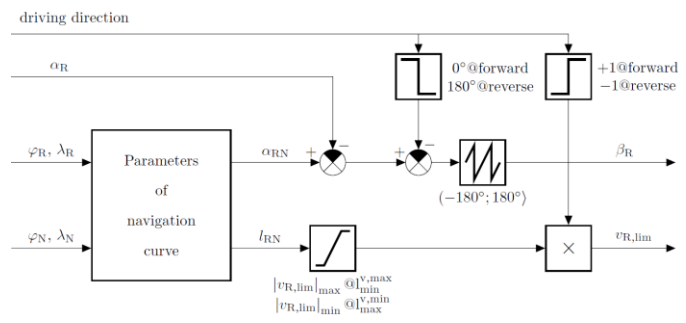 driving direction
α_R
0°@forward
180°@reverse
+1@forward
−1@reverse
φ_R, λ_R
Parameters
of
navigation
curve
α_RN
+
−
+
−
β_R
(−180°; 180°⟩
φ_N, λ_N
l_RN
×
v_R,lim
|v_R,lim|_max @l_min^v,max
|v_R,lim|_min @l_max^v,min